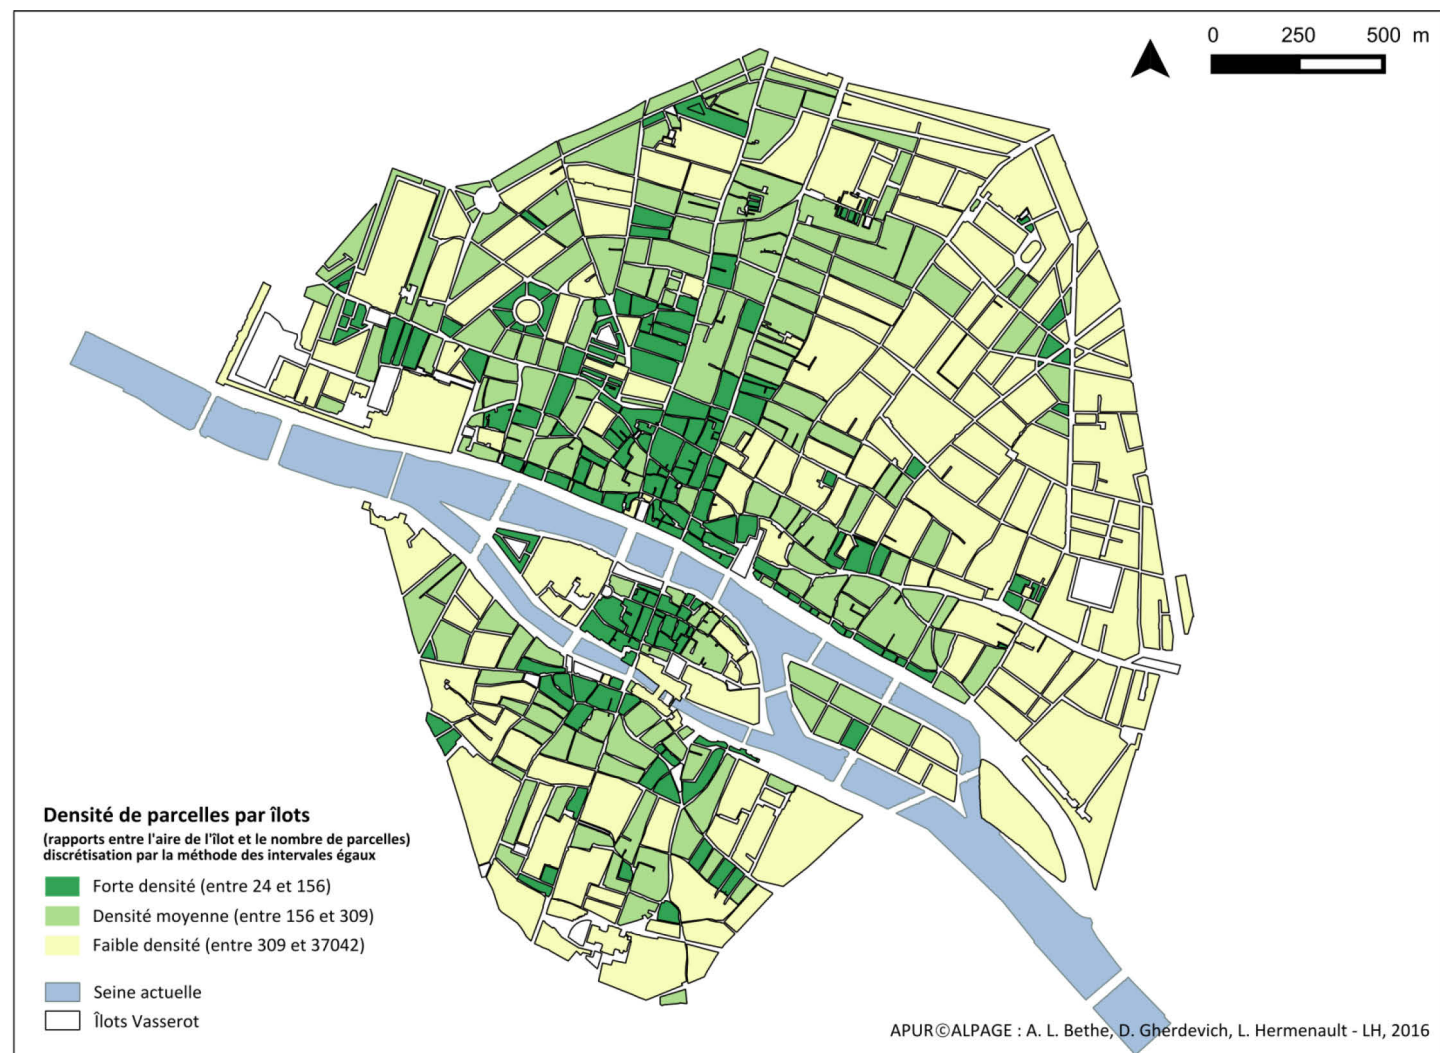 0 250 500 m
Densité de parcelles par îlots
(rapports entre l'aire de l'îlot et le nombre de parcelles)
discrétisation par la méthode des intervales égaux
Forte densité (entre 24 et 156)
Densité moyenne (entre 156 et 309)
Faible densité (entre 309 et 37042)
Seine actuelle
Îlots Vasserot
APUR©ALPAGE : A. L. Bethe, D. Gherdevich, L. Hermenault - LH, 2016